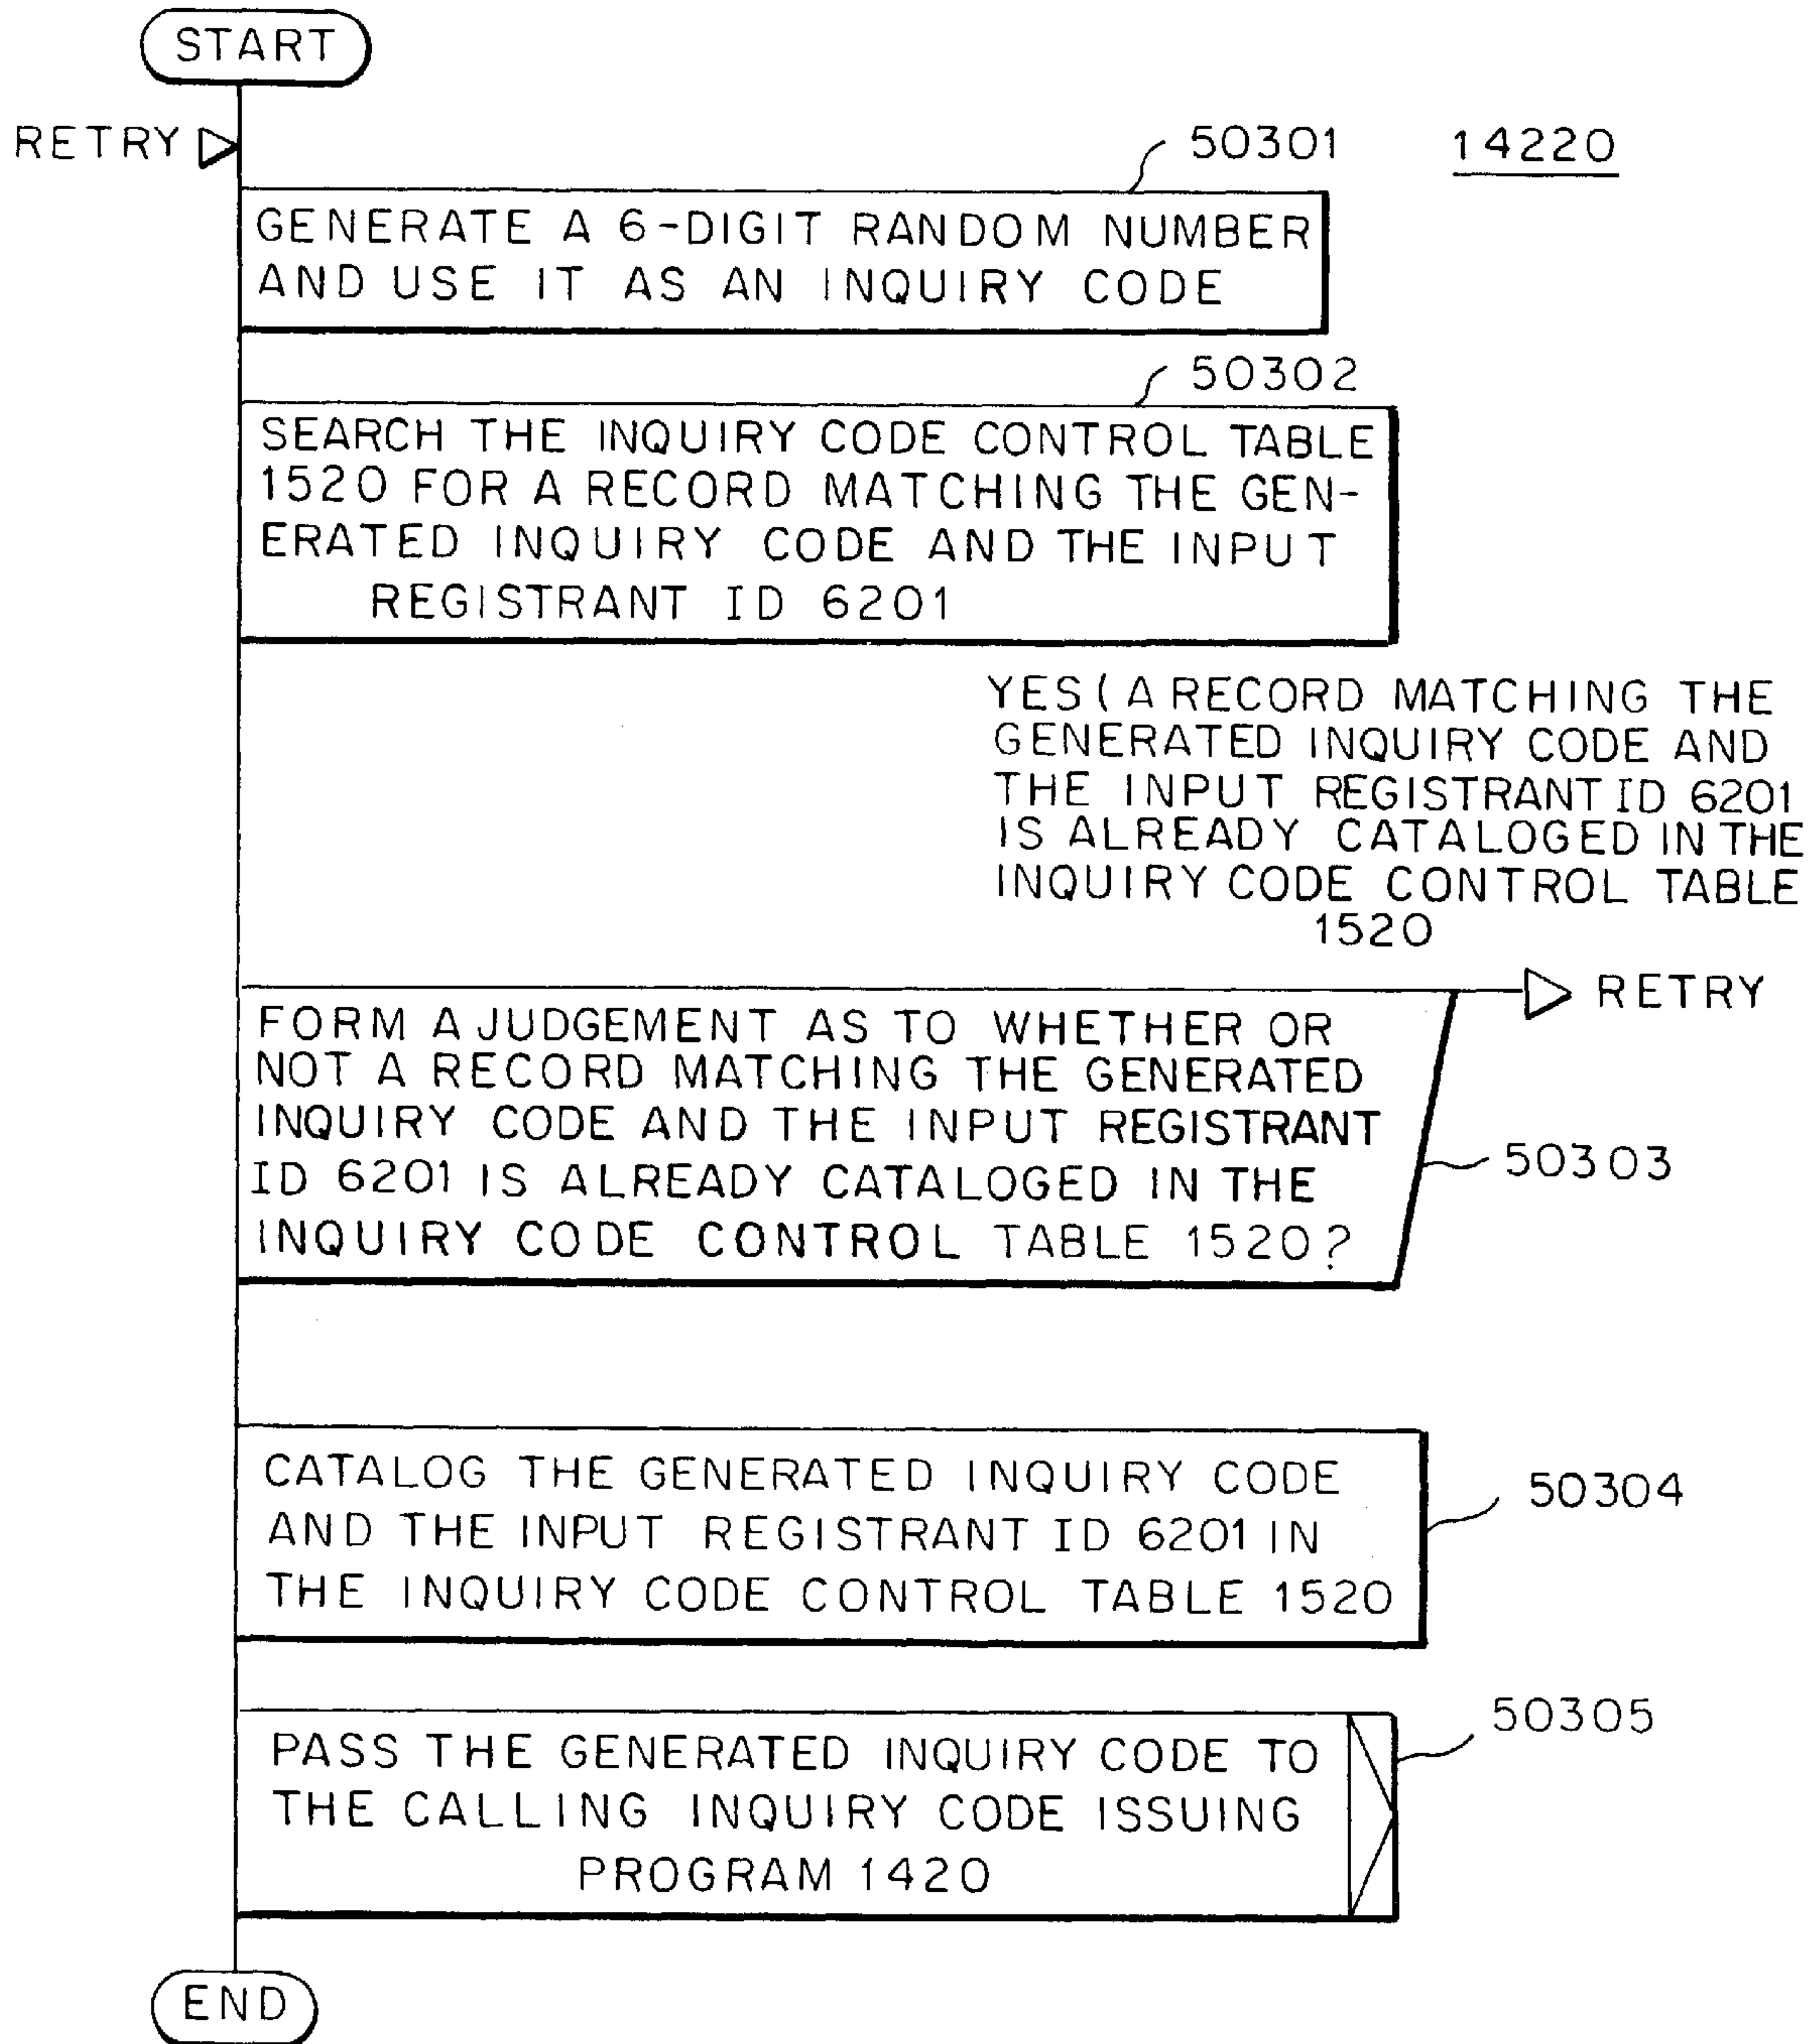 START
RETRY
50301
14220
GENERATE A 6-DIGIT RANDOM NUMBER
AND USE IT AS AN INQUIRY CODE
50302
SEARCH THE INQUIRY CODE CONTROL TABLE
1520 FOR A RECORD MATCHING THE GEN-
ERATED INQUIRY CODE AND THE INPUT
REGISTRANT ID 6201
YES (A RECORD MATCHING THE
GENERATED INQUIRY CODE AND
THE INPUT REGISTRANT ID 6201
IS ALREADY CATALOGED IN THE
INQUIRY CODE CONTROL TABLE
1520
RETRY
FORM A JUDGEMENT AS TO WHETHER OR
NOT A RECORD MATCHING THE GENERATED
INQUIRY CODE AND THE INPUT REGISTRANT
ID 6201 IS ALREADY CATALOGED IN THE
INQUIRY CODE CONTROL TABLE 1520?
50303
CATALOG THE GENERATED INQUIRY CODE
AND THE INPUT REGISTRANT ID 6201 IN
THE INQUIRY CODE CONTROL TABLE 1520
50304
PASS THE GENERATED INQUIRY CODE TO
THE CALLING INQUIRY CODE ISSUING
PROGRAM 1420
50305
END